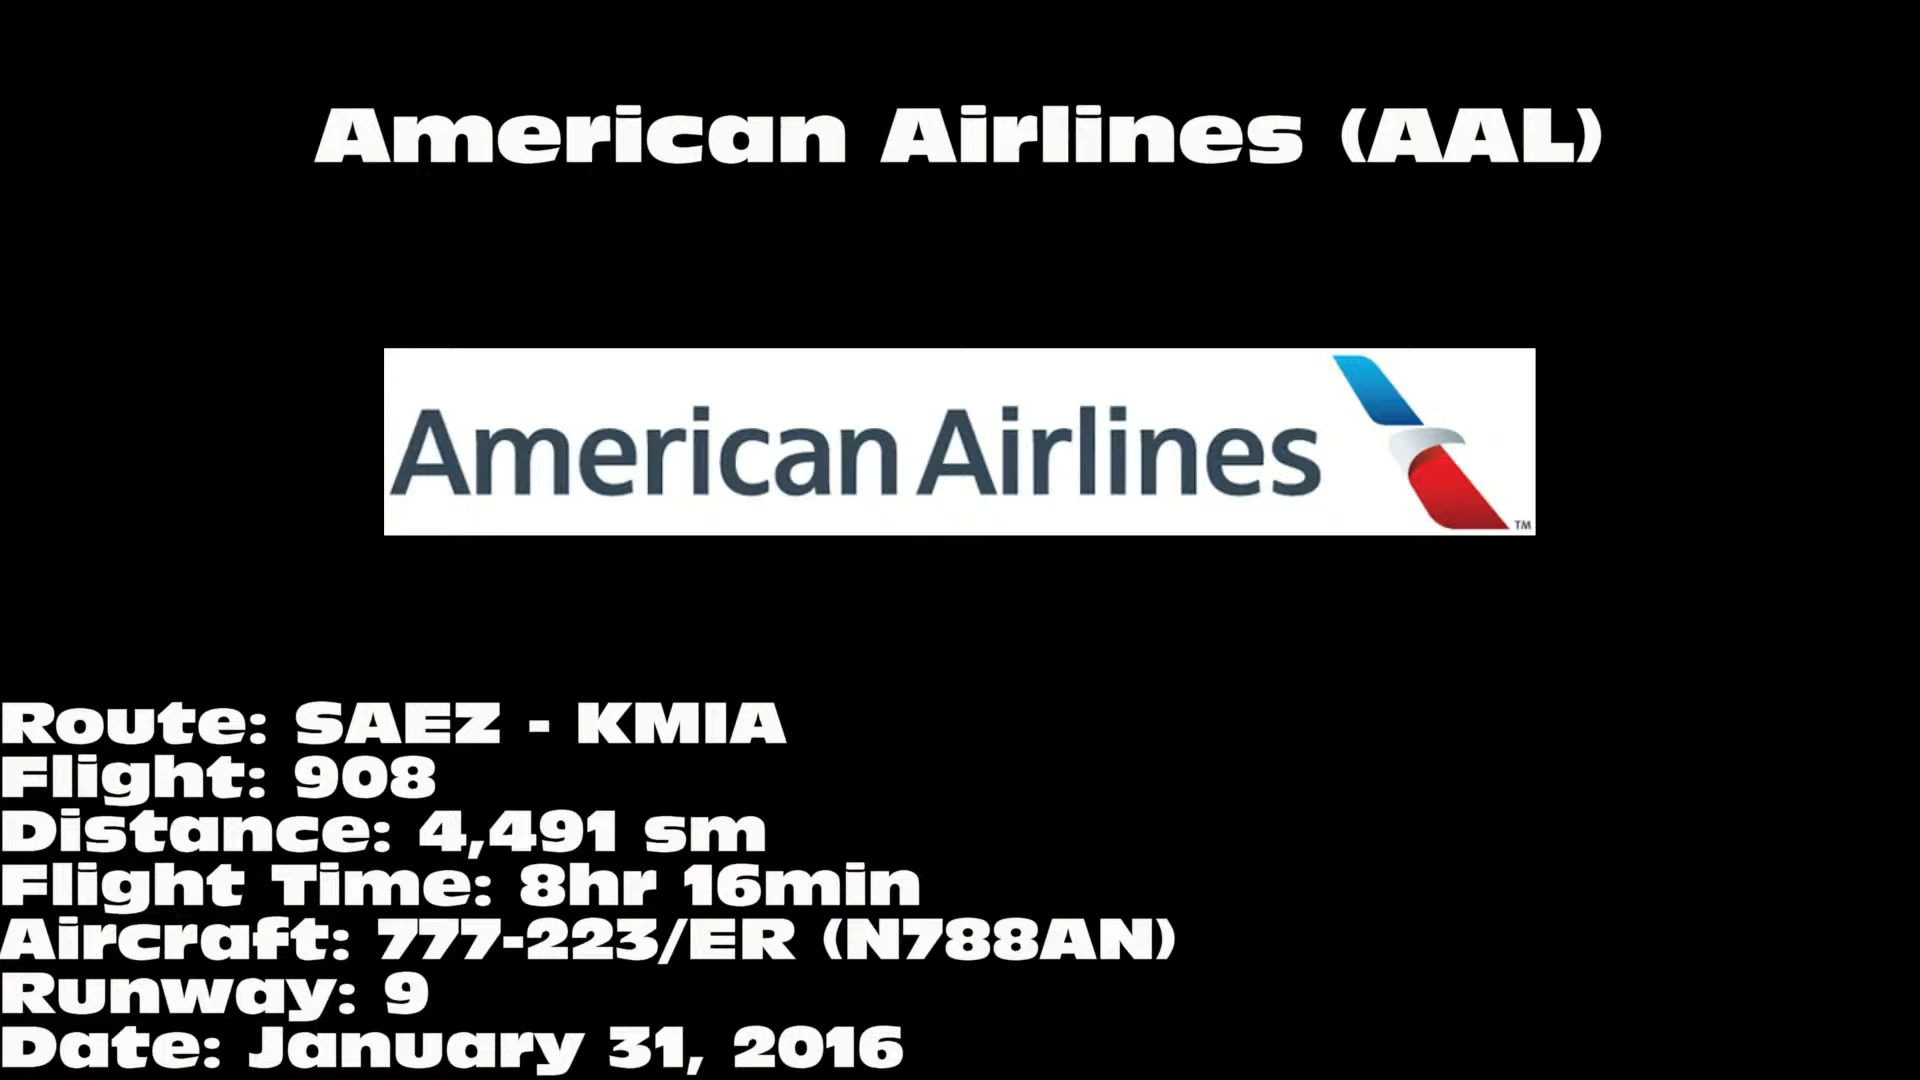 American Airlines (AAL)
American Airlines
TM
Route: SAEZ - KMIA
Flight: 908
Distance: 4,491 sm
Flight Time: 8hr 16min
Aircraft: 777-223/ER (N788AN)
Runway: 9
Date: January 31, 2016